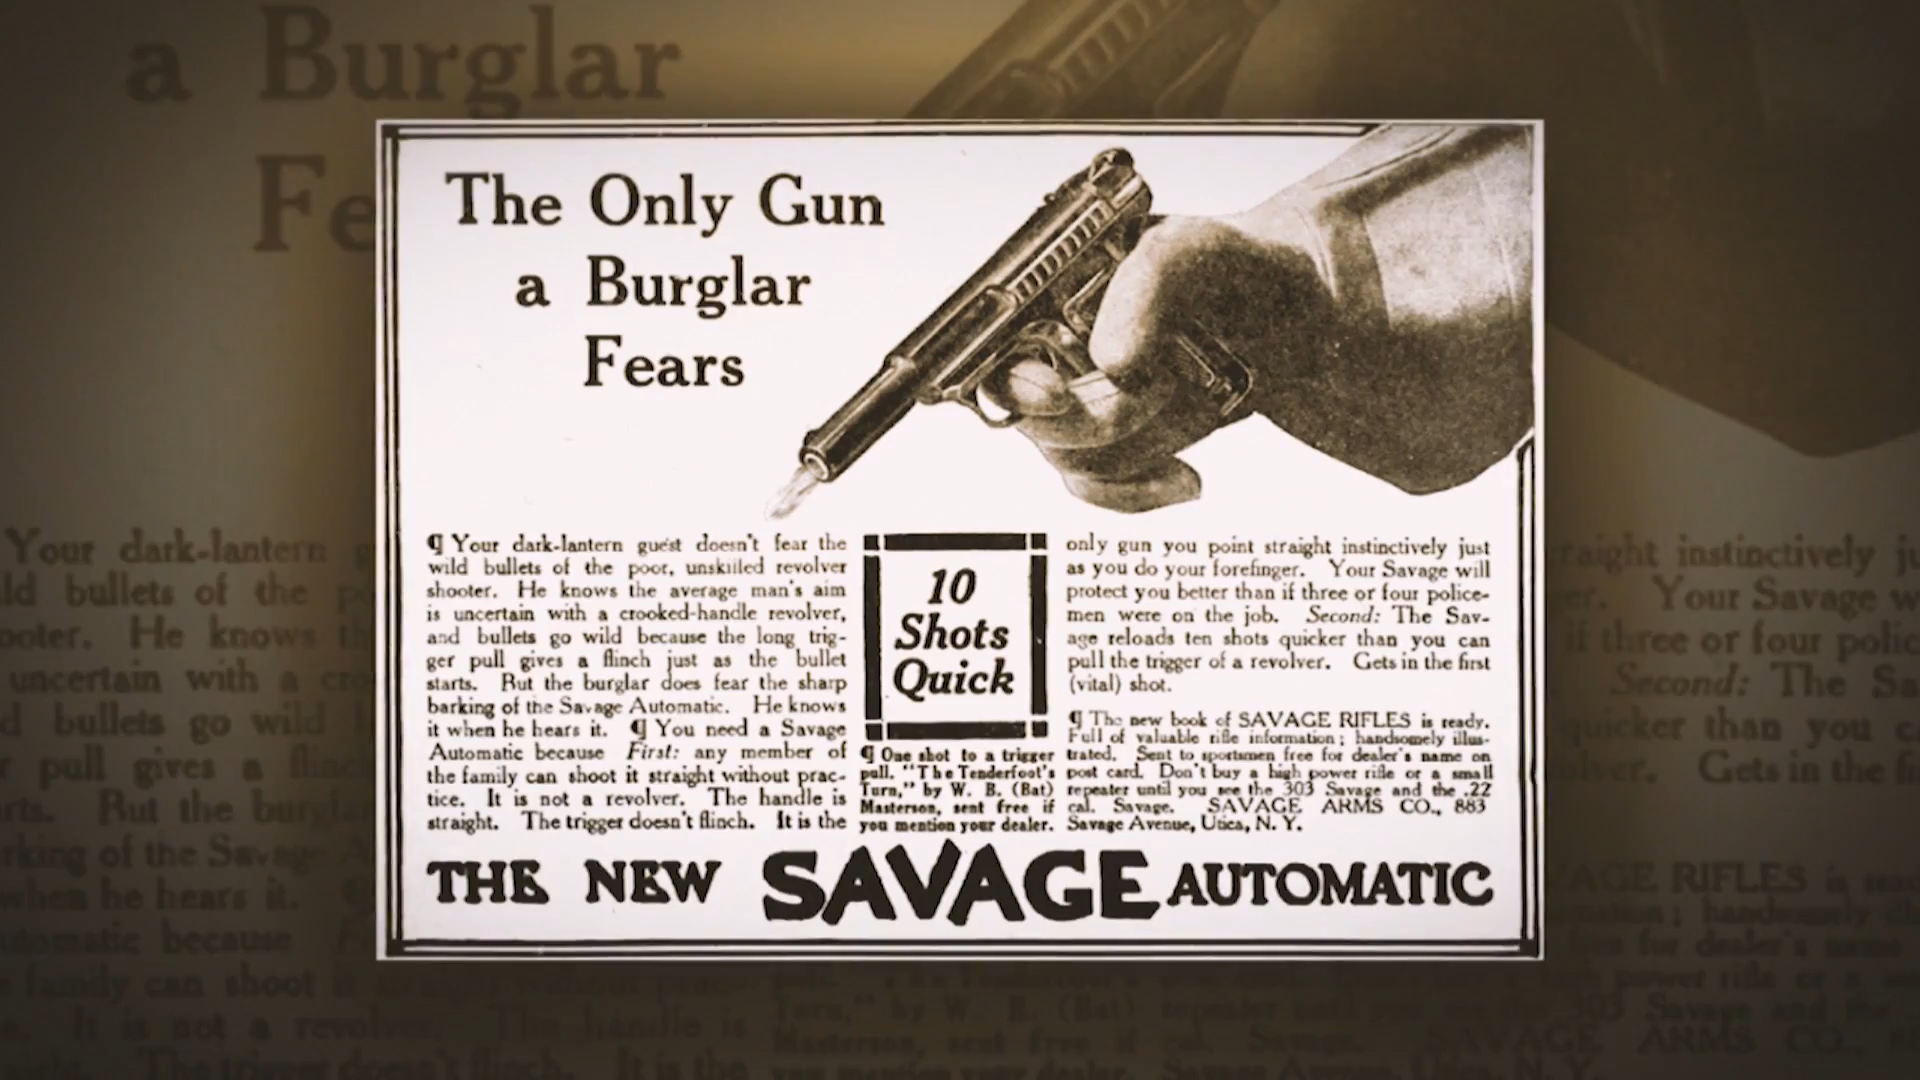 The Only Gun
a Burglar
Fears
¶ Your dark-lantern guest doesn't fear the
wild bullets of the poor, unskilled revolver
shooter. He knows the average man's aim
is uncertain with a crooked-handle revolver,
and bullets go wild because the long trig-
ger pull gives a flinch just as the bullet
starts. But the burglar does fear the sharp
barking of the Savage Automatic. He knows
it when he hears it. ¶ You need a Savage
Automatic because First: any member of
the family can shoot it straight without prac-
tice. It is not a revolver. The handle is
straight. The trigger doesn't flinch. It is the
10
Shots
Quick
¶ One shot to a trigger
pull. "The Tenderfoot's
Turn," by W. B. (Bat)
Masterson, sent free if
you mention your dealer.
only gun you point straight instinctively just
as you do your forefinger. Your Savage will
protect you better than if three or four police-
men were on the job. Second: The Sav-
age reloads ten shots quicker than you can
pull the trigger of a revolver. Gets in the first
(vital) shot.
¶ The new book of SAVAGE RIFLES is ready.
Full of valuable rifle information; handsomely illus-
trated. Sent to sportsmen free for dealer's name on
post card. Don't buy a high power rifle or a small
repeater until you see the 303 Savage and the .22
cal. Savage. SAVAGE ARMS CO., 883
Savage Avenue, Utica, N. Y.
THE NEW SAVAGE AUTOMATIC